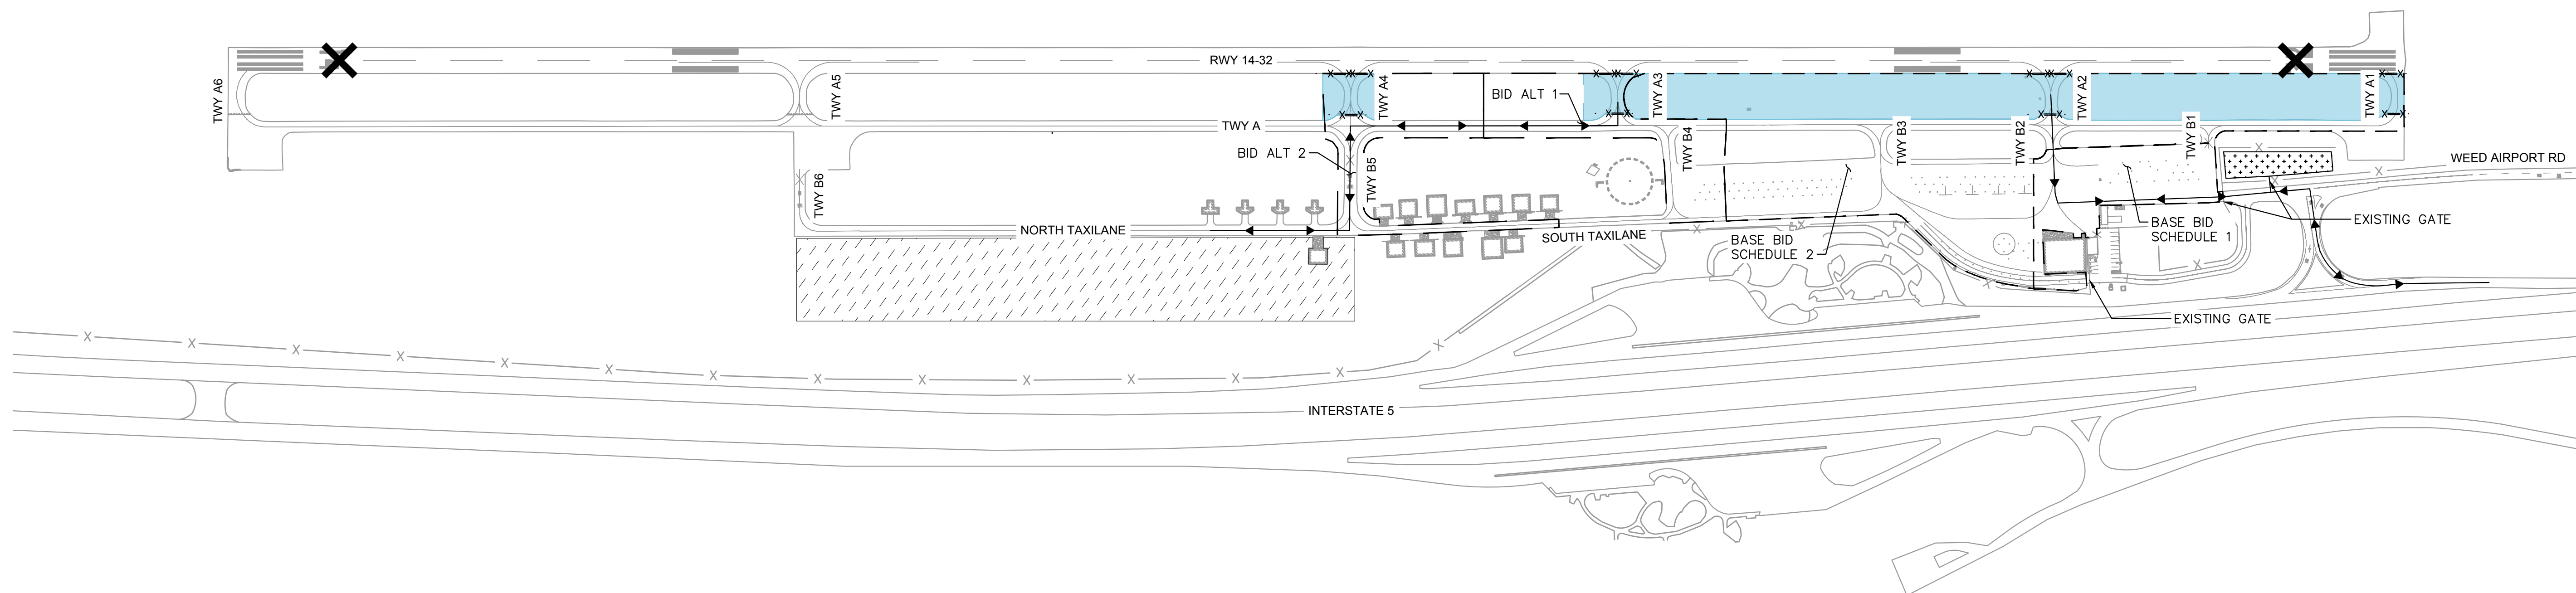 RWY 14-32
TWY A6
TWY A5
TWY A4
BID ALT 1
TWY A3
TWY A2
TWY A1
TWY A
BID ALT 2
TWY B6
TWY B5
TWY B4
TWY B3
TWY B2
TWY B1
WEED AIRPORT RD
NORTH TAXILANE
SOUTH TAXILANE
BASE BID
SCHEDULE 2
BASE BID
SCHEDULE 1
EXISTING GATE
EXISTING GATE
INTERSTATE 5